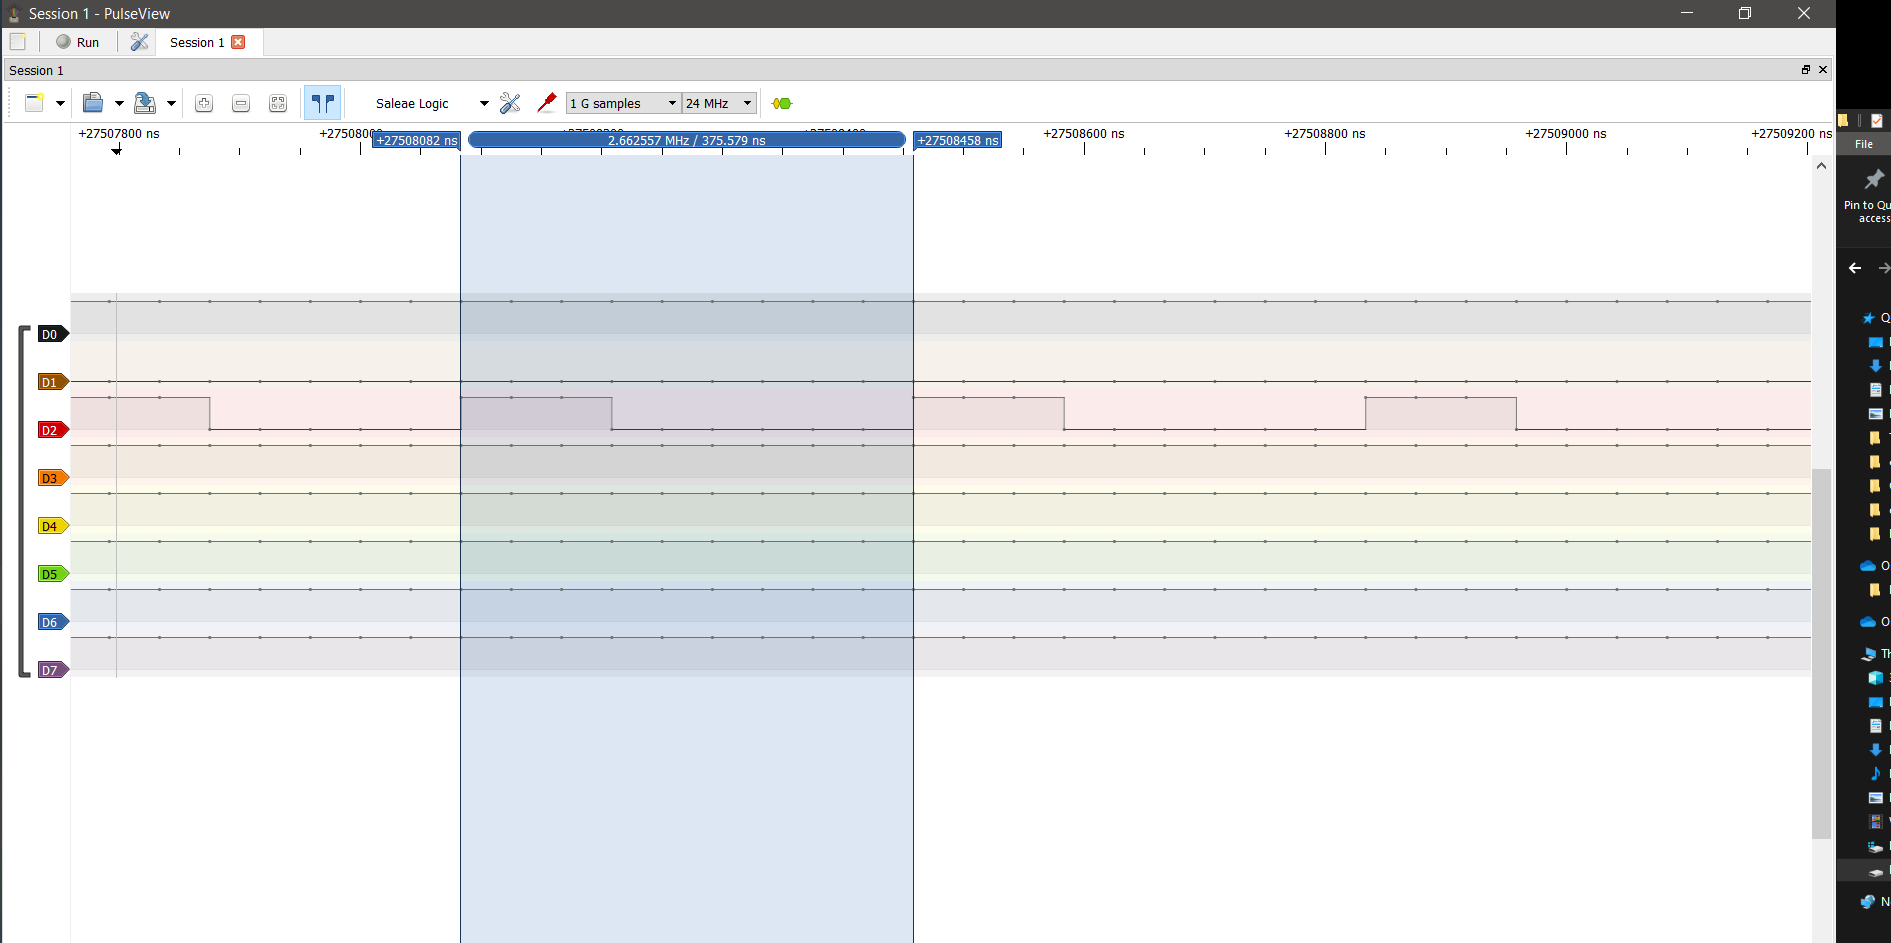 Session 1 - PulseView
Run
Session 1
Session 1
Saleae Logic
1 G samples
24 MHz
+27507800 ns
+2750800
+27508082 ns
2.662557 MHz / 375.579 ns
+27508458 ns
+27508600 ns
+27508800 ns
+27509000 ns
+27509200 ns
D0
D1
D2
D3
D4
D5
D6
D7
File
Pin to Qu
access
Q
O
O
Th
N